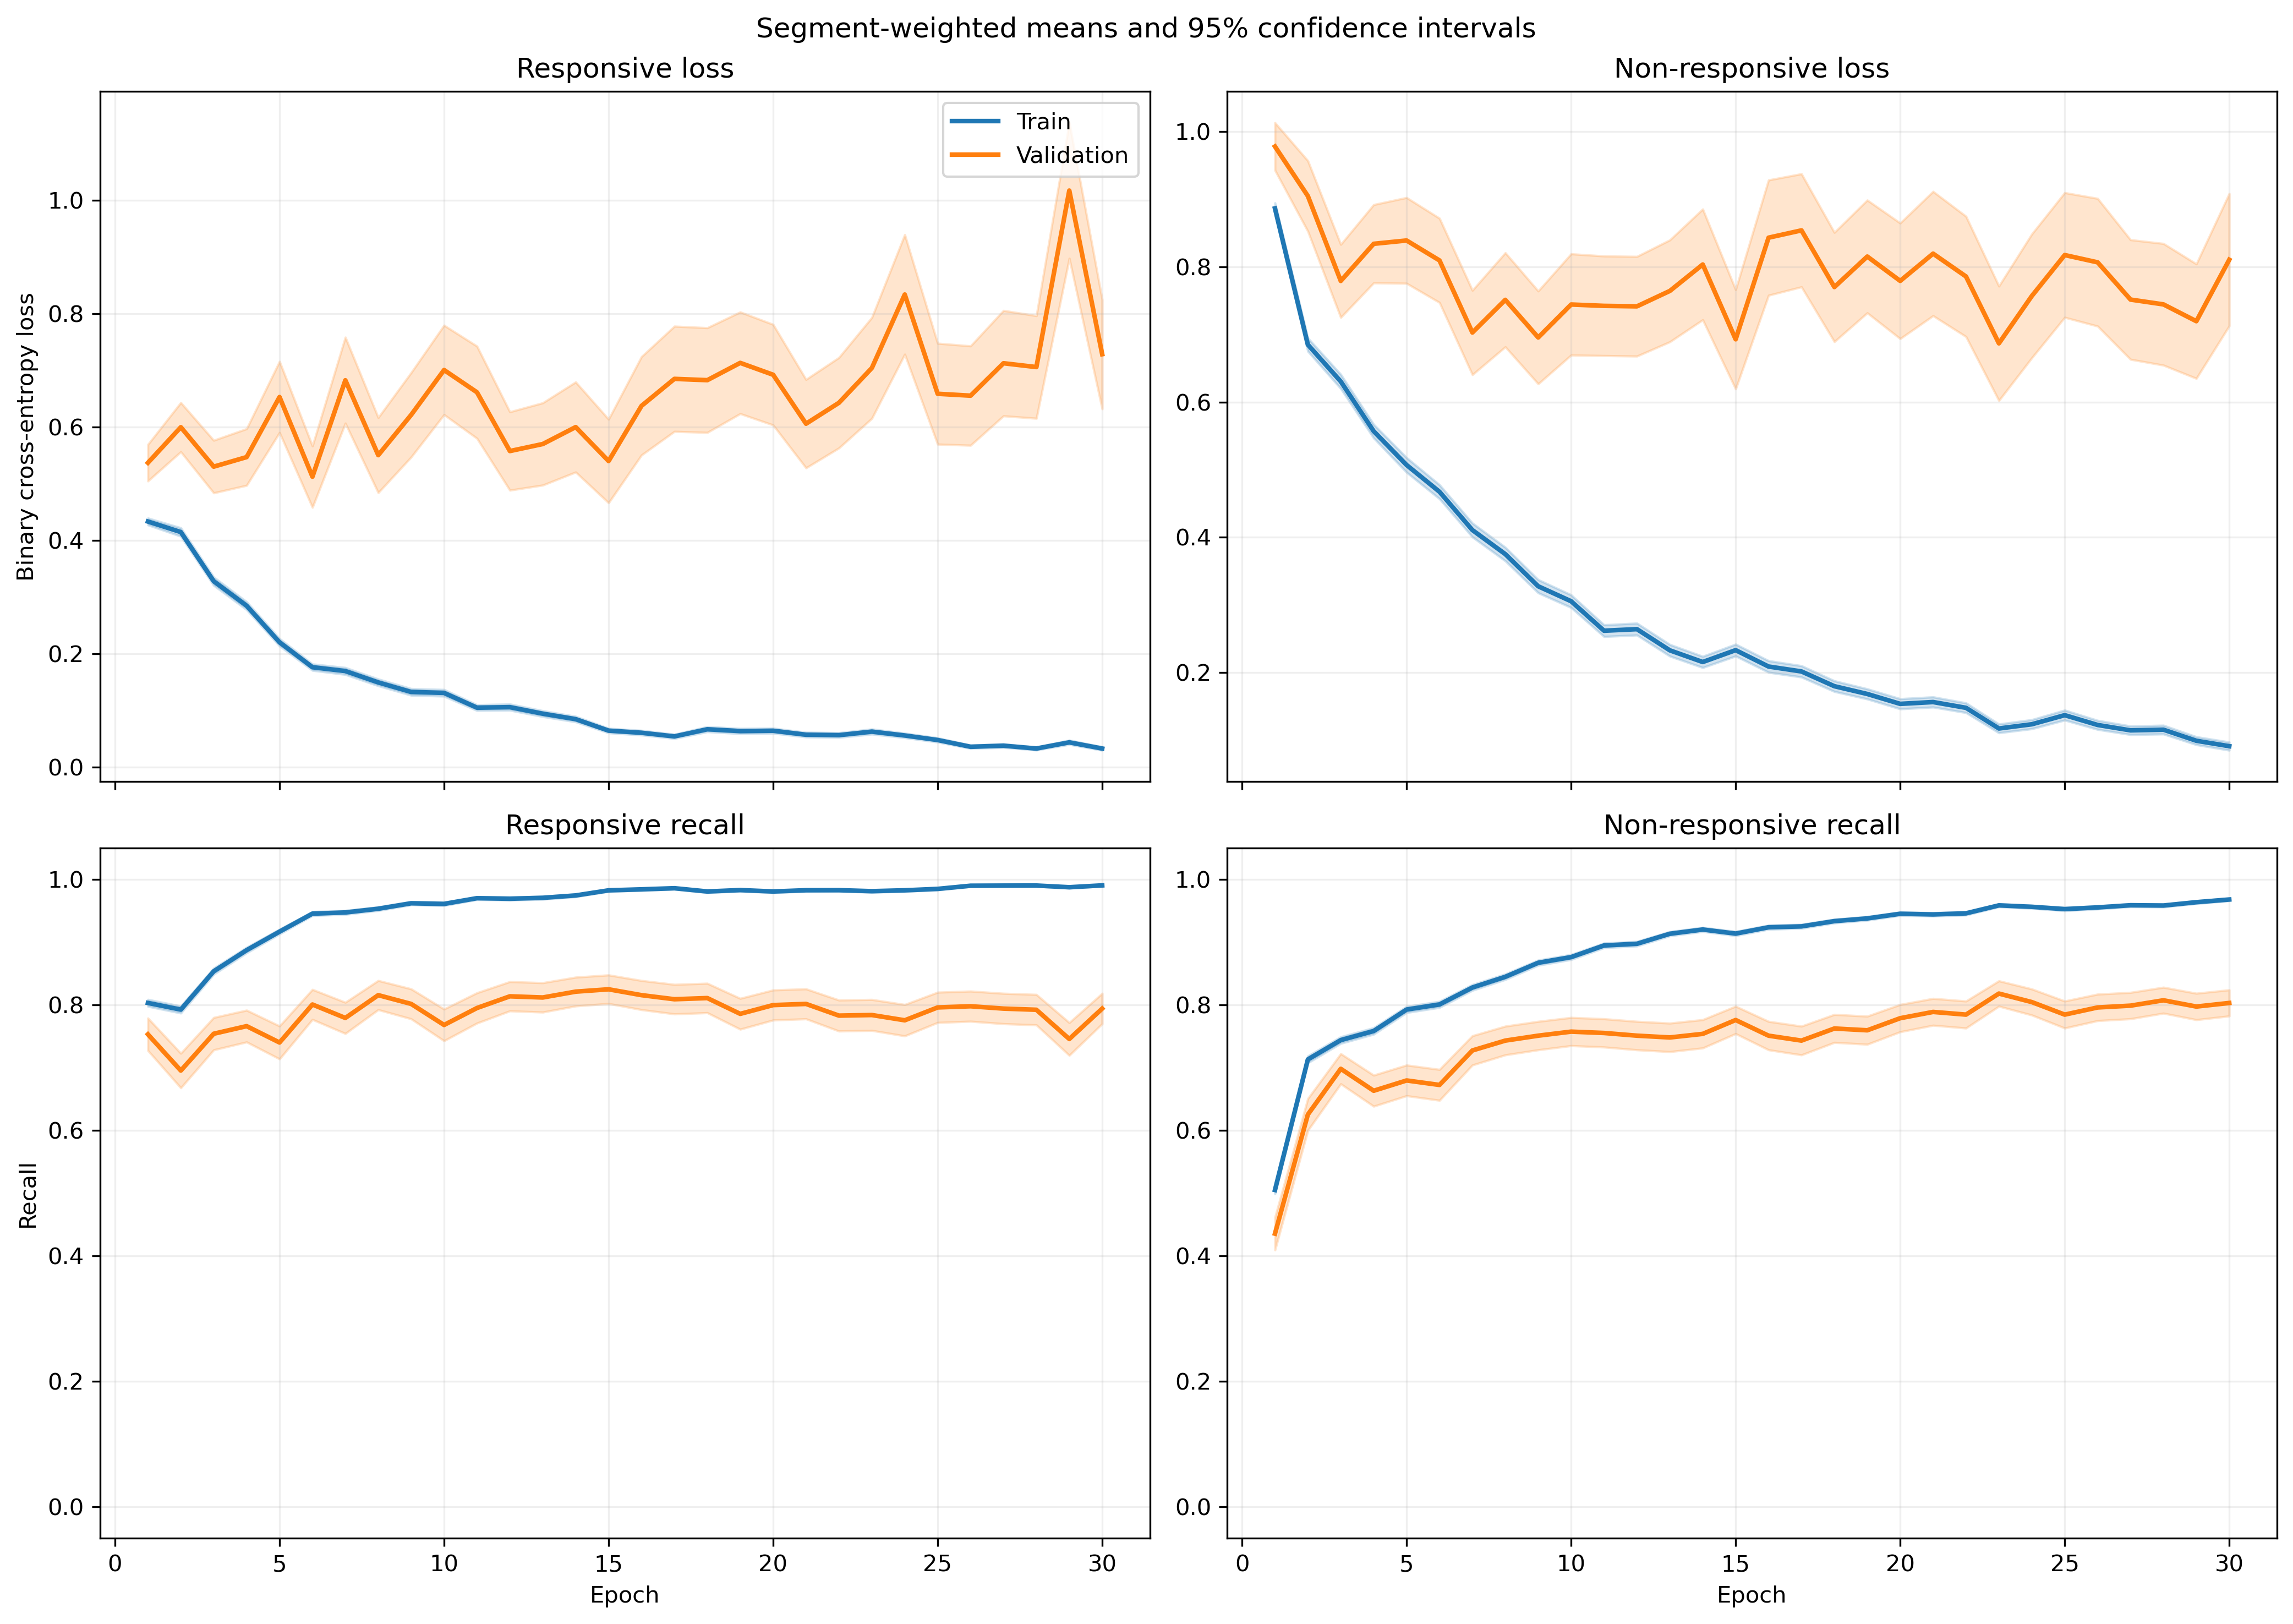 Segment-weighted means and 95% confidence intervals
Responsive loss
Non-responsive loss
Train
Validation
Binary cross-entropy loss
1.0
0.8
0.6
0.4
0.2
0.0
1.0
0.8
0.6
0.4
0.2
Responsive recall
Non-responsive recall
Recall
1.0
0.8
0.6
0.4
0.2
0.0
0 5 10 15 20 25 30
Epoch
1.0
0.8
0.6
0.4
0.2
0.0
0 5 10 15 20 25 30
Epoch